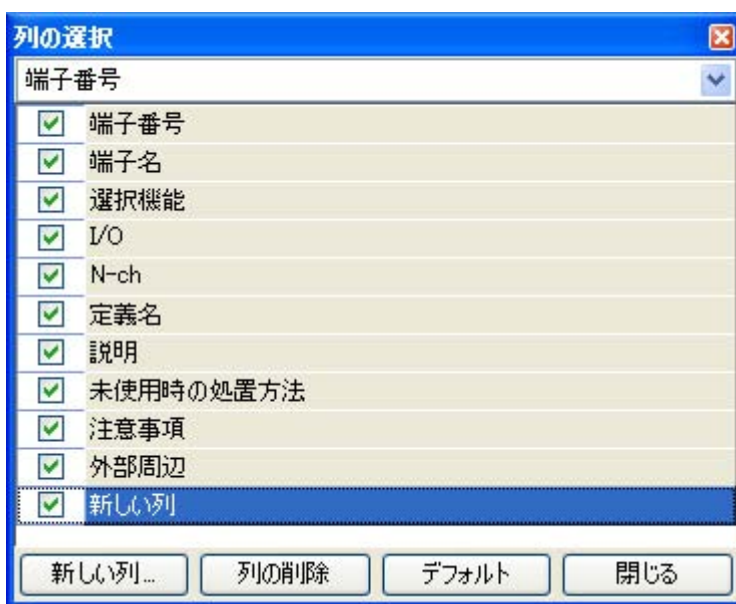 列の選択
端子番号
端子番号
端子名
選択機能
I/O
N-ch
定義名
説明
未使用時の処置方法
注意事項
外部周辺
新しい列
新しい列... 列の削除 デフォルト 閉じる